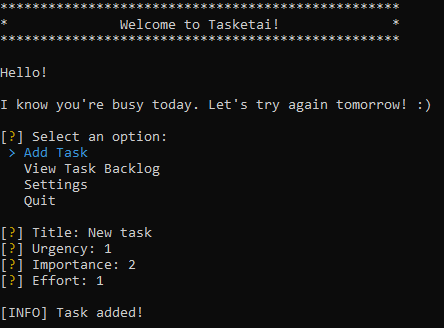 **************************************************
*              Welcome to Tasketai!              *
**************************************************
Hello!
I know you're busy today. Let's try again tomorrow! :)
[?] Select an option:
 > Add Task
   View Task Backlog
   Settings
   Quit
[?] Title: New task
[?] Urgency: 1
[?] Importance: 2
[?] Effort: 1
[INFO] Task added!